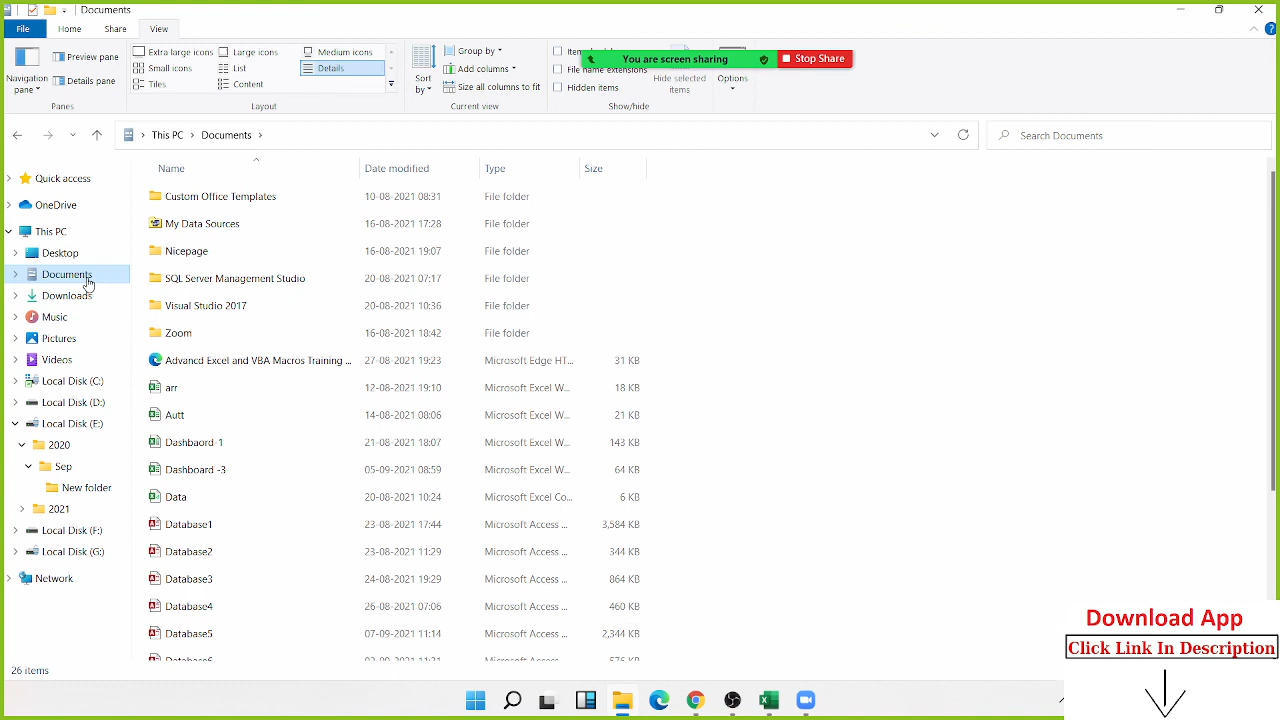 Documents
File Home Share View
Navigation pane
Preview pane
Details pane
Panes
Extra large icons Large icons Medium icons
Small icons List Details
Tiles Content
Layout
Sort by
Group by
Add columns
Size all columns to fit
Current view
File name extensions
Hidden items
Hide selected items
Show/hide
Options
You are screen sharing
Stop Share
This PC Documents
Search Documents
Name Date modified Type Size
Quick access
OneDrive
This PC
Desktop
Documents
Downloads
Music
Pictures
Videos
Local Disk (C:)
Local Disk (D:)
Local Disk (E:)
2020
Sep
New folder
2021
Local Disk (F:)
Local Disk (G:)
Network
Custom Office Templates 10-08-2021 08:31 File folder
My Data Sources 16-08-2021 17:28 File folder
Nicepage 16-08-2021 19:07 File folder
SQL Server Management Studio 20-08-2021 07:17 File folder
Visual Studio 2017 20-08-2021 10:36 File folder
Zoom 16-08-2021 18:42 File folder
Advancd Excel and VBA Macros Training ... 27-08-2021 19:23 Microsoft Edge HT... 31 KB
arr 12-08-2021 19:10 Microsoft Excel W... 18 KB
Autt 14-08-2021 08:06 Microsoft Excel W... 21 KB
Dashbaord-1 21-08-2021 18:07 Microsoft Excel W... 143 KB
Dashboard -3 05-09-2021 08:59 Microsoft Excel W... 64 KB
Data 20-08-2021 10:24 Microsoft Excel Co... 6 KB
Database1 23-08-2021 17:44 Microsoft Access ... 3,584 KB
Database2 23-08-2021 11:29 Microsoft Access ... 344 KB
Database3 24-08-2021 19:29 Microsoft Access ... 864 KB
Database4 26-08-2021 07:06 Microsoft Access ... 460 KB
Database5 07-09-2021 11:14 Microsoft Access ... 2,344 KB
26 items
Download App
Click Link In Description